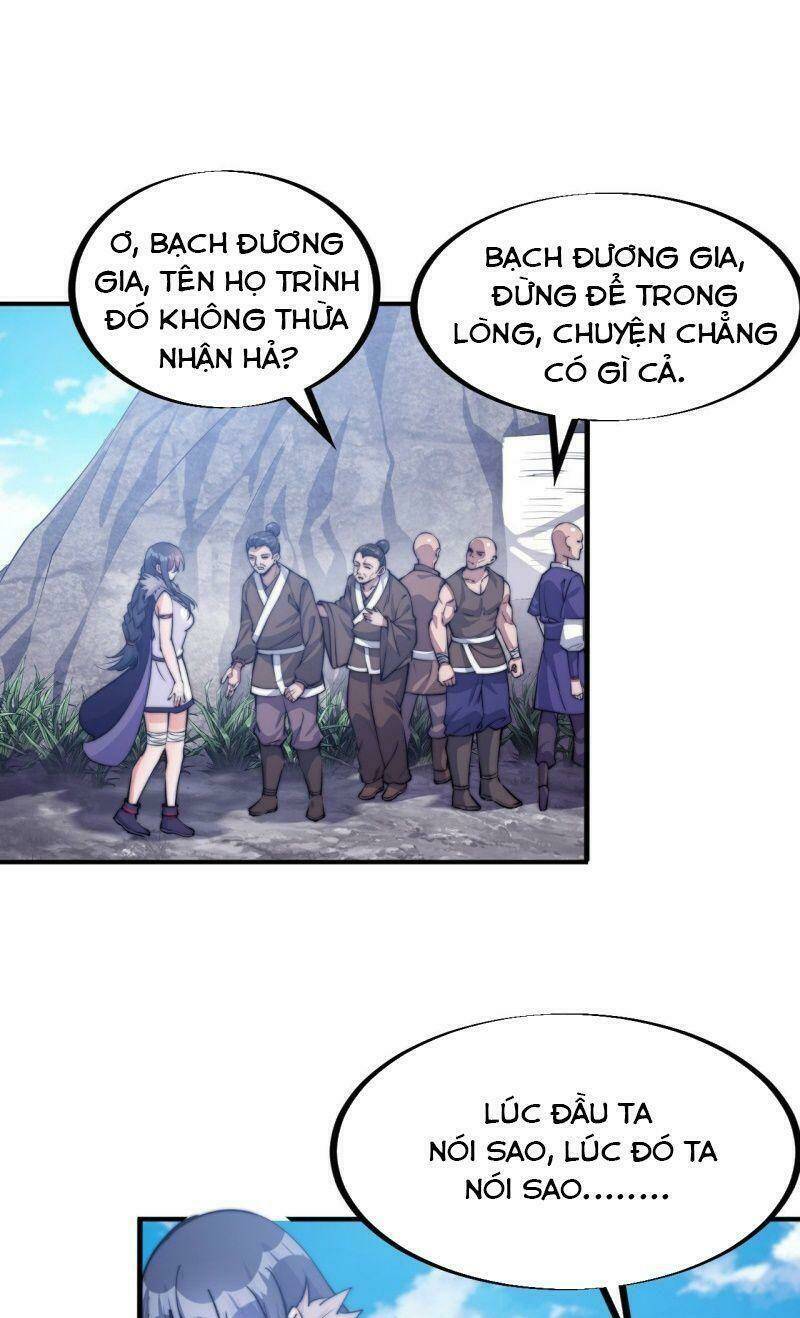 Ơ, BẠCH ĐƯƠNG
GIA, TÊN HỌ TRÌNH
ĐÓ KHÔNG THỪA
NHẬN HẢ?
BẠCH ĐƯƠNG GIA,
ĐỪNG ĐỂ TRONG
LÒNG, CHUYỆN CHẲNG
CÓ GÌ CẢ.
LÚC ĐẦU TA
NÓI SAO, LÚC ĐÓ TA
NÓI SAO........